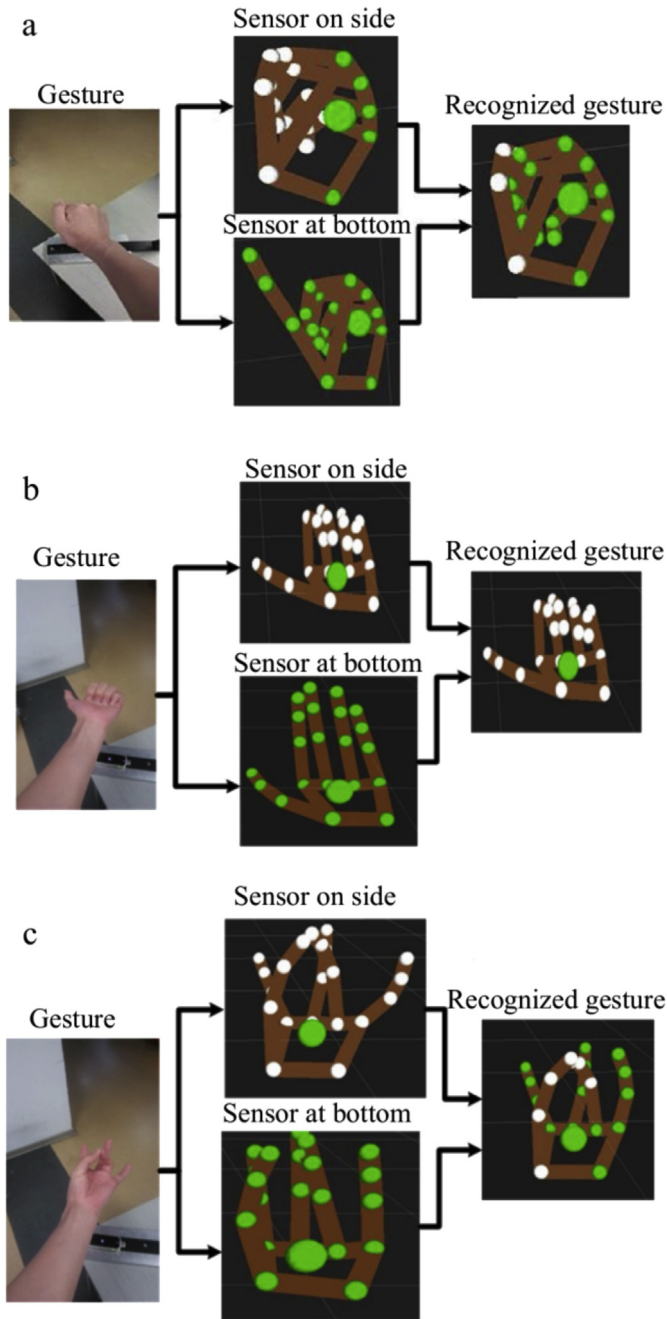 a
Sensor on side
Gesture
Recognized gesture
Sensor at bottom
b
Sensor on side
Gesture
Recognized gesture
Sensor at bottom
c
Sensor on side
Gesture
Recognized gesture
Sensor at bottom